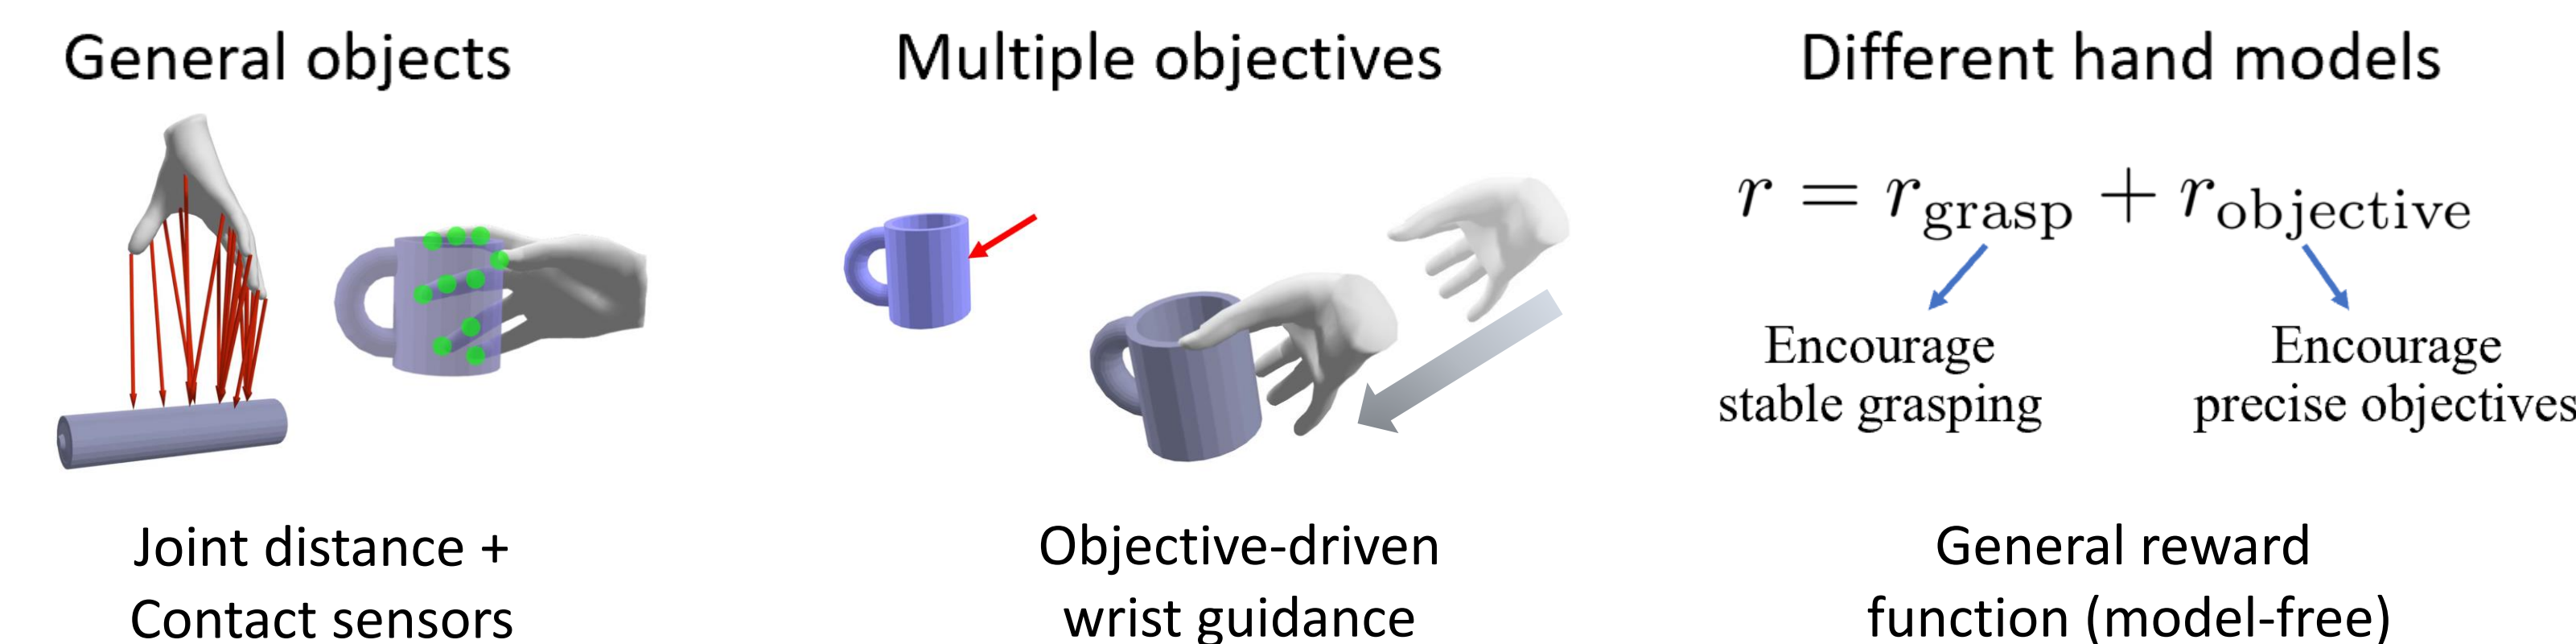 General objects
Joint distance +
Contact sensors
Multiple objectives
Objective-driven
wrist guidance
Different hand models
r = r_grasp + r_objective
Encourage
stable grasping
Encourage
precise objectives
General reward
function (model-free)